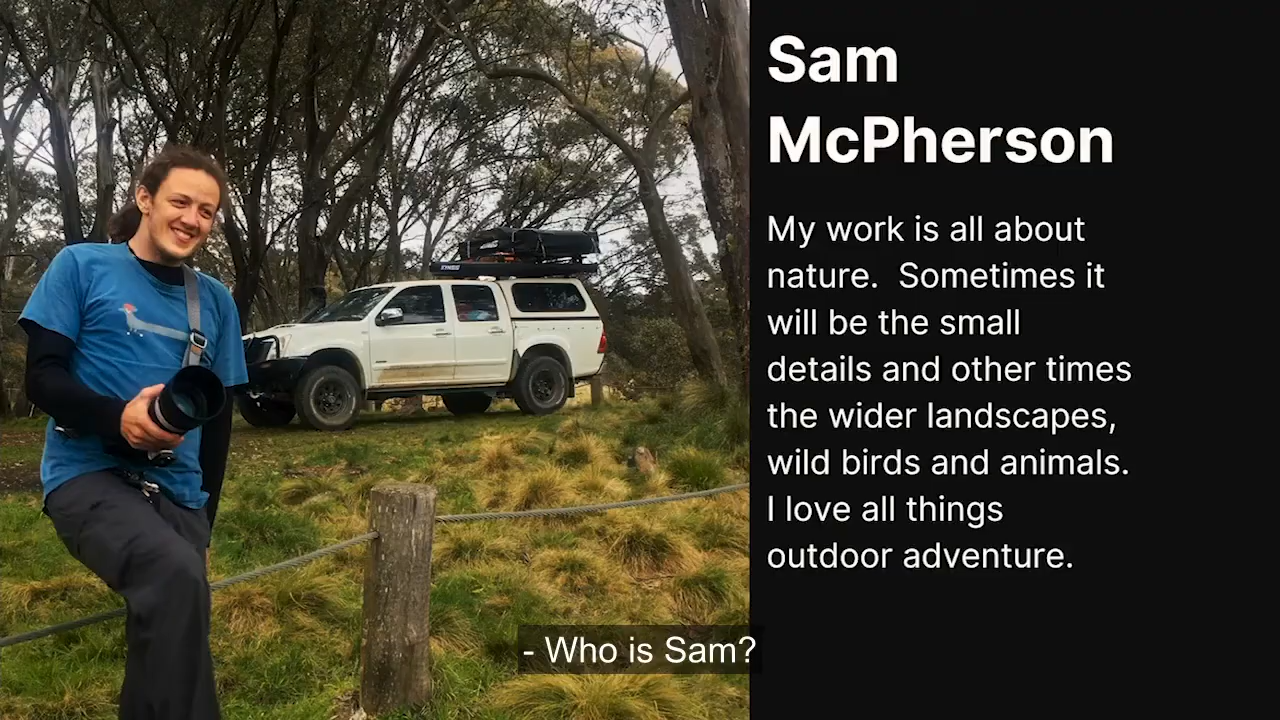 Sam
McPherson
My work is all about
nature.  Sometimes it
will be the small
details and other times
the wider landscapes,
wild birds and animals.
I love all things
outdoor adventure.
- Who is Sam?